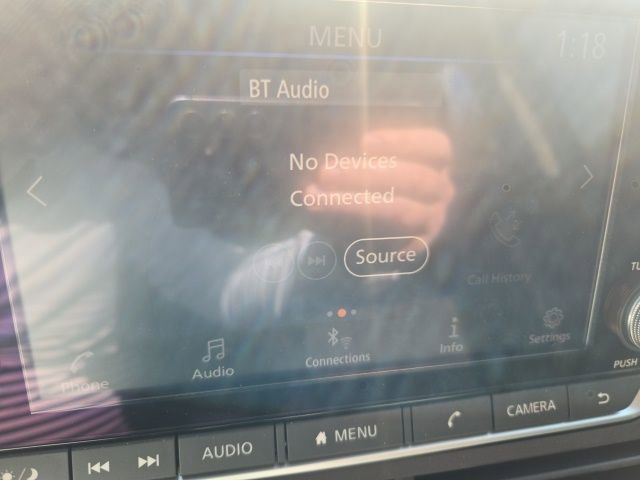 MENU
1:18
BT Audio
No Devices
Connected
Source
Call History
Phone
Audio
Connections
Info
Settings
PUSH
AUDIO
MENU
CAMERA